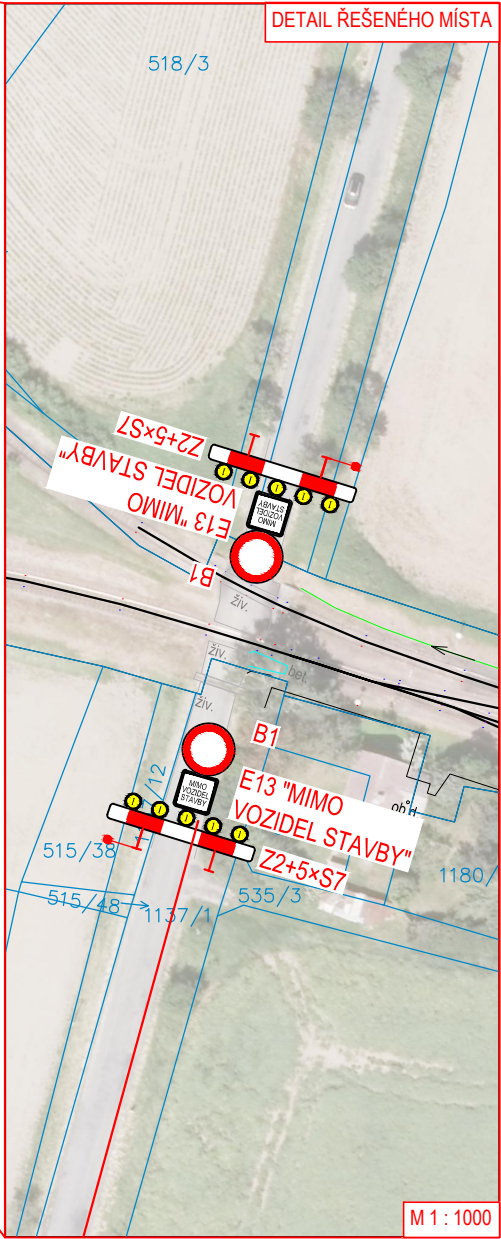 DETAIL ŘEŠENÉHO MÍSTA
518/3
Z2+5×S7
E13 "MIMO
VOZIDEL STAVBY"
MIMO
VOZIDEL
STAVBY
B1
živ.
živ.
bet.
živ.
B1
MIMO
VOZIDEL
STAVBY
E13 "MIMO
VOZIDEL STAVBY"
Z2+5×S7
515/38
515/48
1137/1
535/3
1180/
M 1 : 1000